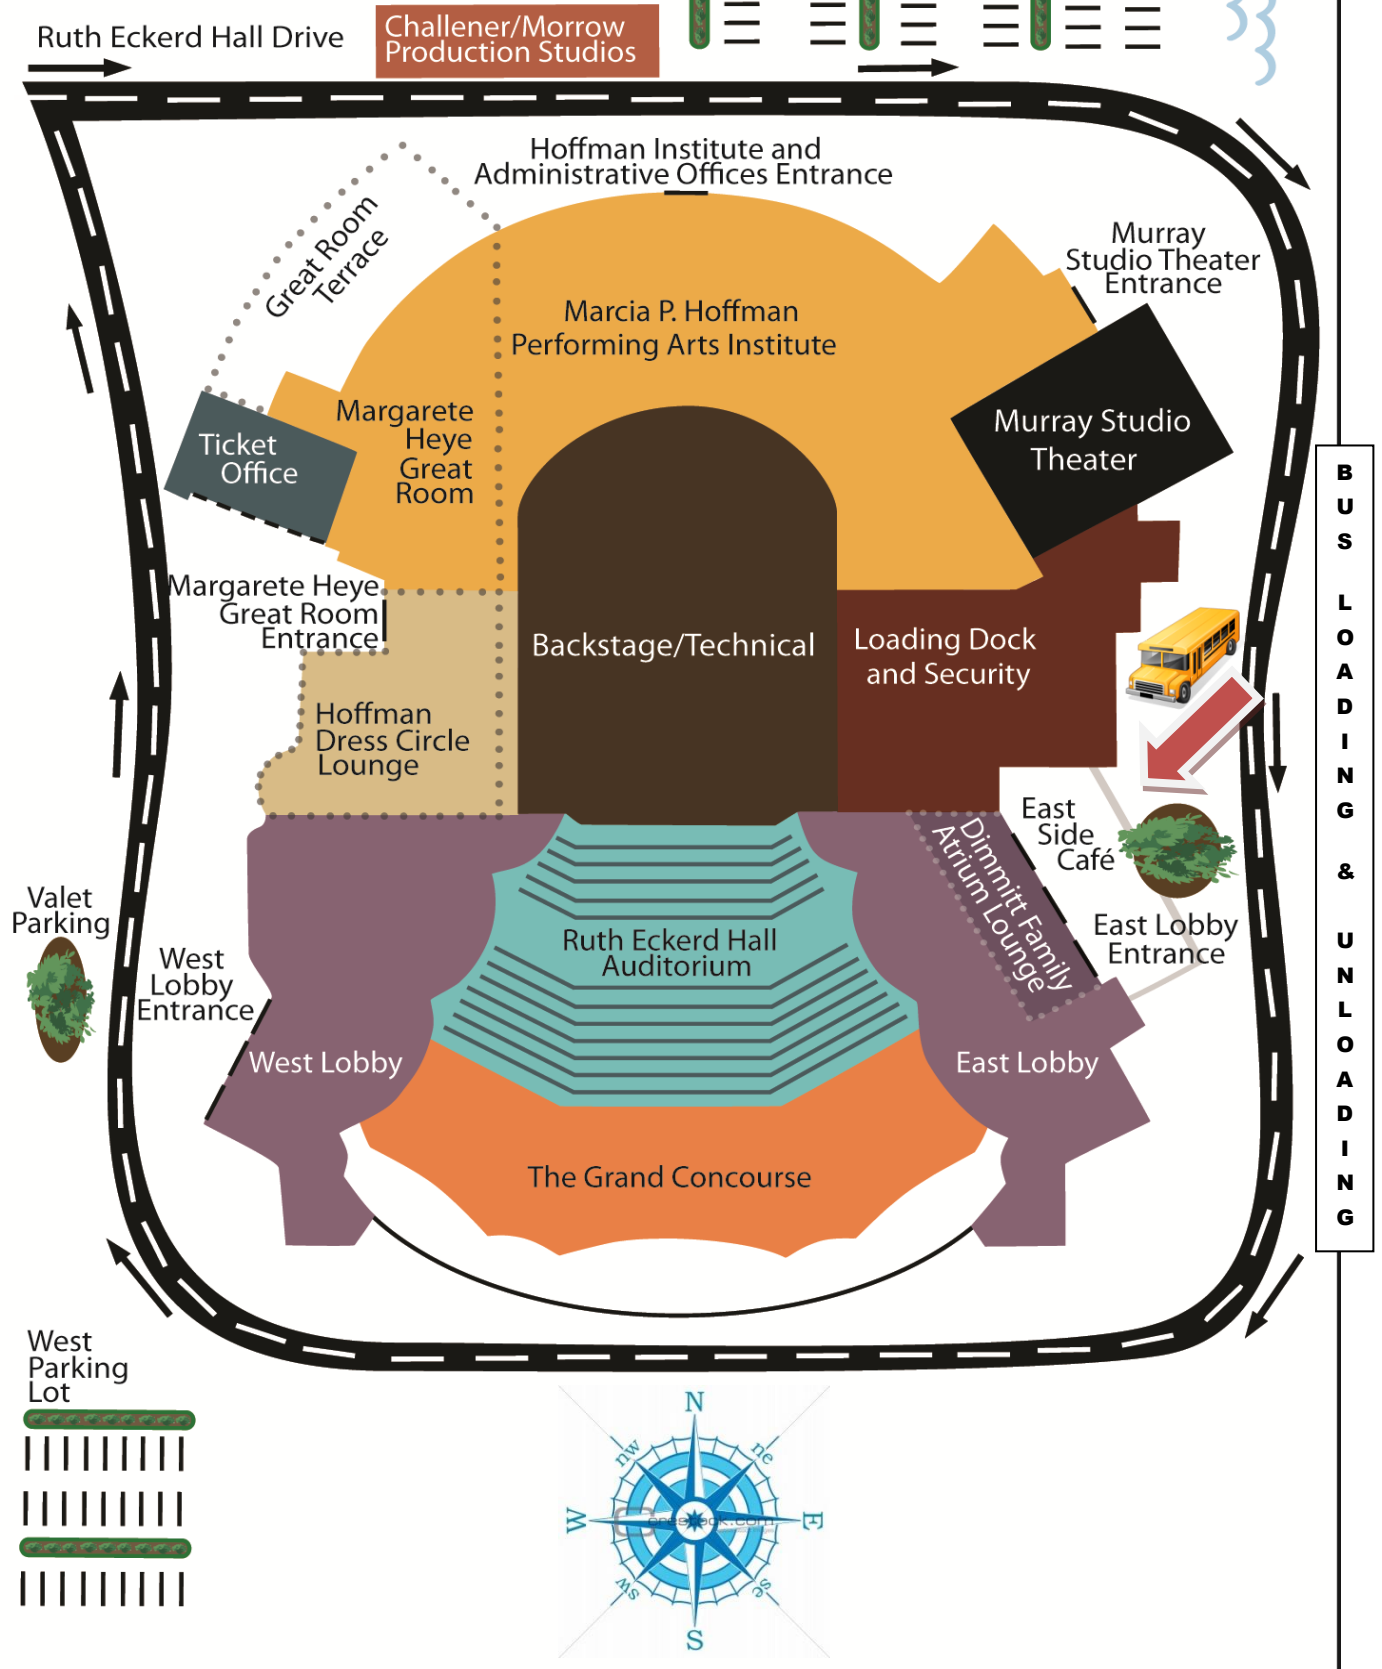 Ruth Eckerd Hall Drive
Challener/Morrow
Production Studios
Hoffman Institute and
Administrative Offices Entrance
Great Room
Terrace
Murray
Studio Theater
Entrance
Marcia P. Hoffman
Performing Arts Institute
Margarete
Heye
Great
Room
Ticket
Office
Murray Studio
Theater
Margarete Heye
Great Room
Entrance
Backstage/Technical
Loading Dock
and Security
Hoffman
Dress Circle
Lounge
BUS LOADING & UNLOADING
East
Side
Café
Dimmitt Family
Atrium Lounge
Valet
Parking
West
Lobby
Entrance
Ruth Eckerd Hall
Auditorium
East Lobby
Entrance
West Lobby
East Lobby
The Grand Concourse
West
Parking
Lot
N
nw
ne
W
E
sw
se
S